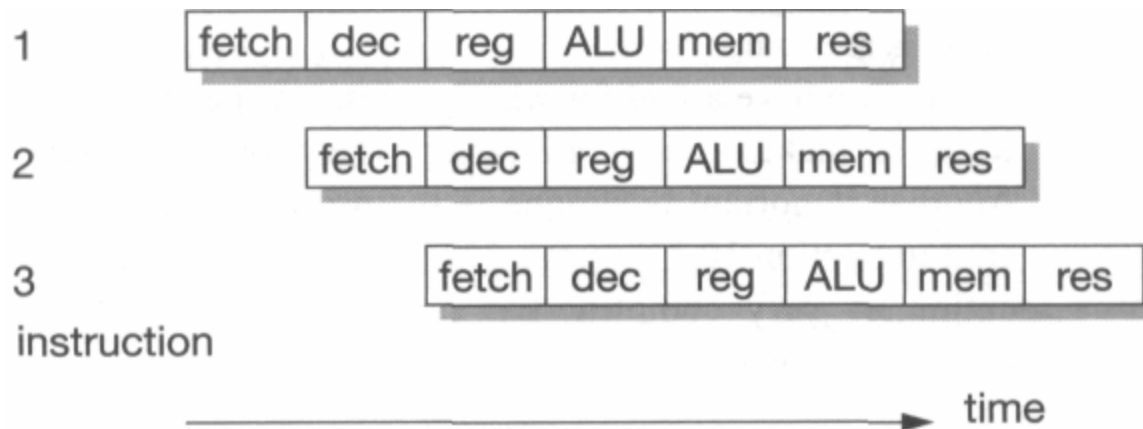 1 fetch dec reg ALU mem res
2 fetch dec reg ALU mem res
3 fetch dec reg ALU mem res
instruction
time